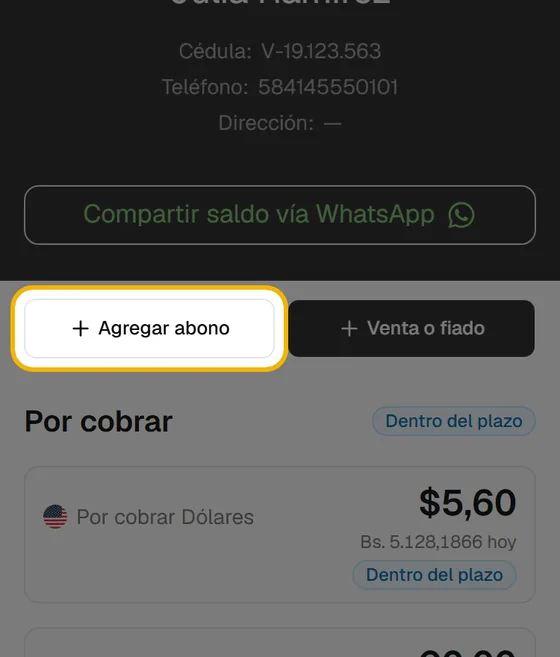 Cédula: V-19.123.563
Teléfono: 584145550101
Dirección: —
Compartir saldo vía WhatsApp
+ Agregar abono
+ Venta o fiado
Por cobrar
Dentro del plazo
Por cobrar Dólares
$5,60
Bs. 5.128,1866 hoy
Dentro del plazo